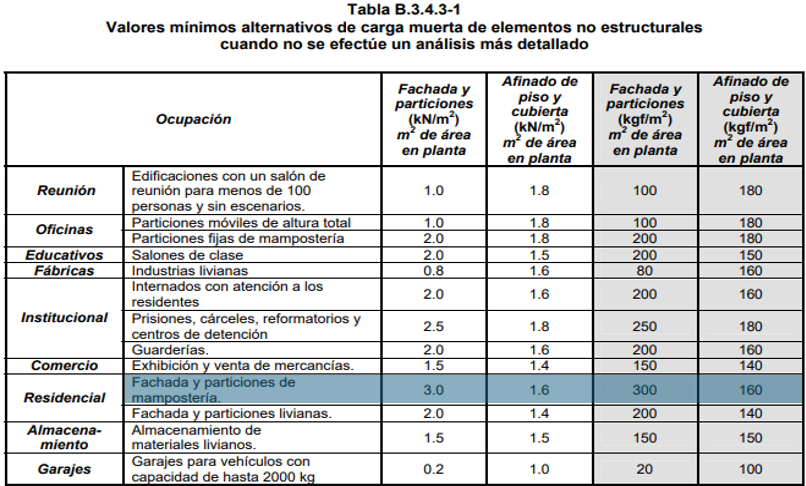 Tabla B.3.4.3-1
Valores mínimos alternativos de carga muerta de elementos no estructurales
cuando no se efectúe un análisis más detallado
Ocupación
Fachada y
particiones
(kN/m²)
m² de área
en planta
Afinado de
piso y
cubierta
(kN/m²)
m² de área
en planta
Fachada y
particiones
(kgf/m²)
m² de área
en planta
Afinado de
piso y
cubierta
(kgf/m²)
m² de área
en planta
Reunión
Edificaciones con un salón de
reunión para menos de 100
personas y sin escenarios.
1.0 1.8 100 180
Oficinas
Particiones móviles de altura total 1.0 1.8 100 180
Particiones fijas de mampostería 2.0 1.8 200 180
Educativos Salones de clase 2.0 1.5 200 150
Fábricas Industrias livianas 0.8 1.6 80 160
Institucional
Internados con atención a los
residentes
2.0 1.6 200 160
Prisiones, cárceles, reformatorios y
centros de detención
2.5 1.8 250 180
Guarderías. 2.0 1.6 200 160
Comercio Exhibición y venta de mercancías. 1.5 1.4 150 140
Residencial
Fachada y particiones de
mampostería.
3.0 1.6 300 160
Fachada y particiones livianas. 2.0 1.4 200 140
Almacena-
miento
Almacenamiento de
materiales livianos.
1.5 1.5 150 150
Garajes
Garajes para vehículos con
capacidad de hasta 2000 kg
0.2 1.0 20 100